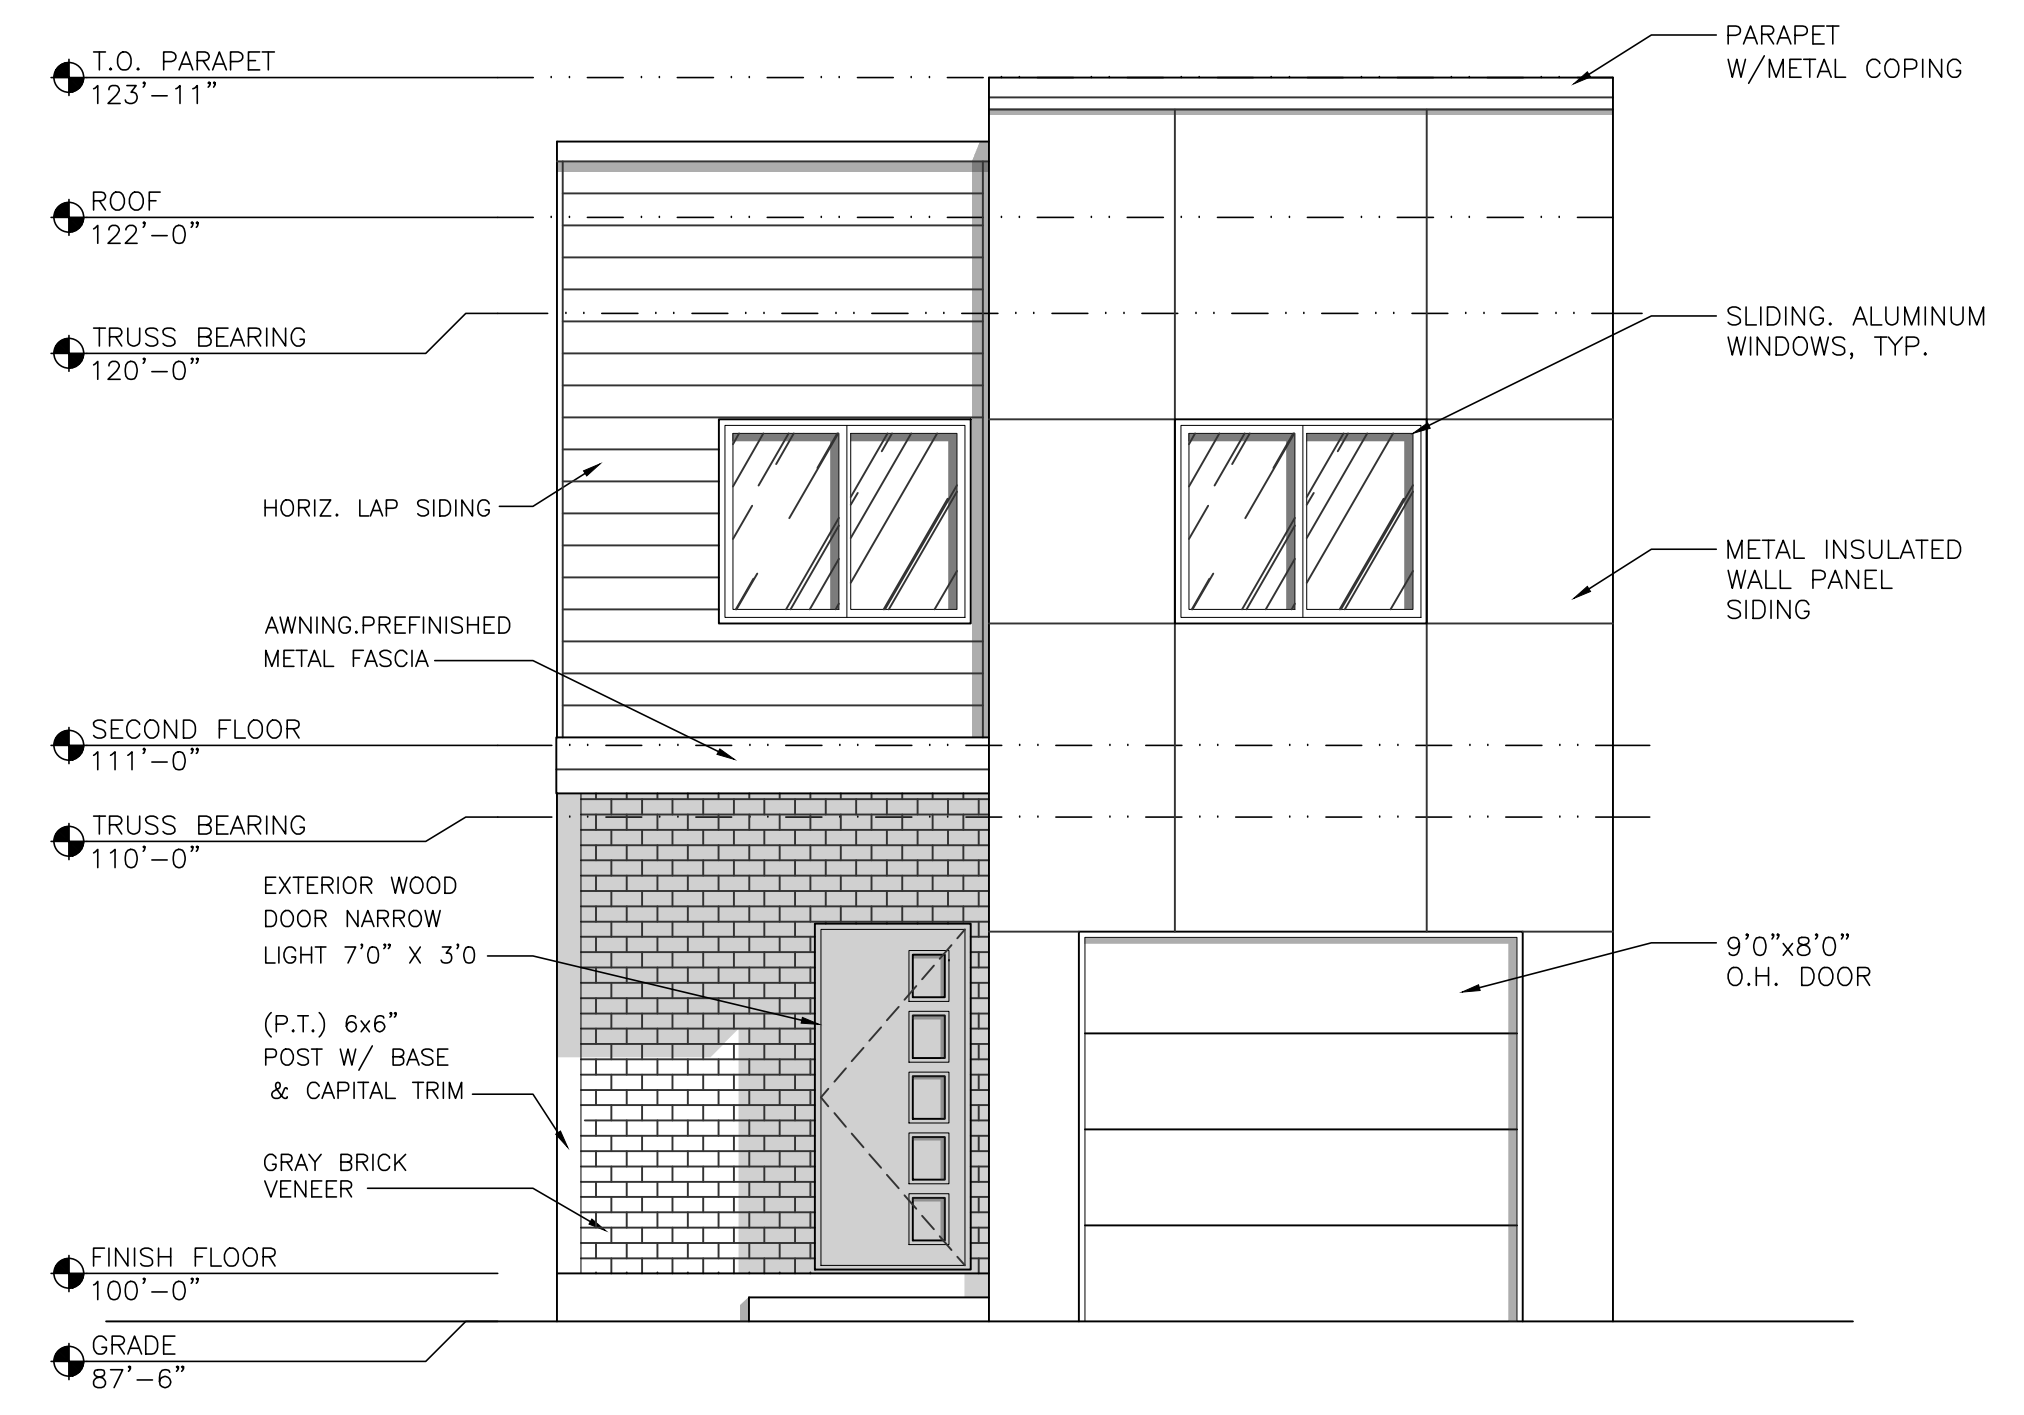 T.O. PARAPET
123'-11"
ROOF
122'-0"
TRUSS BEARING
120'-0"
HORIZ. LAP SIDING
AWNING.PREFINISHED
METAL FASCIA
SECOND FLOOR
111'-0"
TRUSS BEARING
110'-0"
EXTERIOR WOOD
DOOR NARROW
LIGHT 7'0" X 3'0
(P.T.) 6x6"
POST W/ BASE
& CAPITAL TRIM
GRAY BRICK
VENEER
FINISH FLOOR
100'-0"
GRADE
87'-6"
PARAPET
W/METAL COPING
SLIDING. ALUMINUM
WINDOWS, TYP.
METAL INSULATED
WALL PANEL
SIDING
9'0"x8'0"
O.H. DOOR